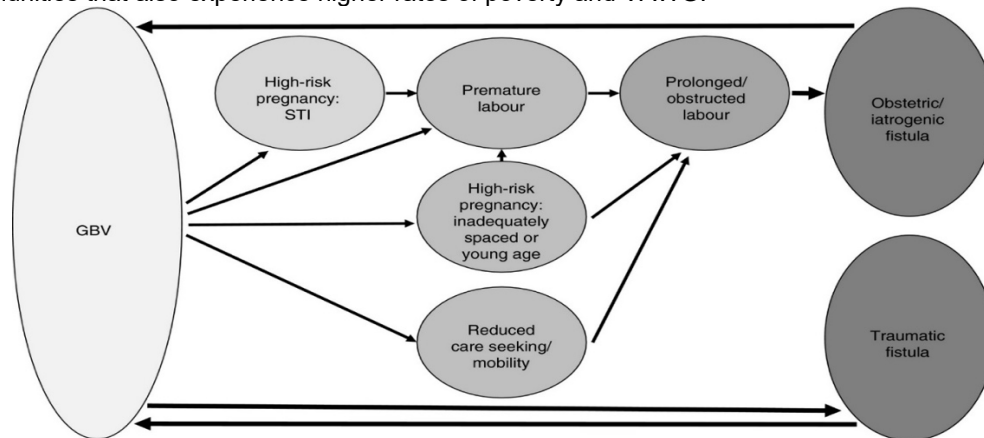 High-risk
pregnancy:
STI
Premature
labour
Prolonged/
obstructed
labour
Obstetric/
iatrogenic
fistula
GBV
High-risk
pregnancy:
inadequately
spaced or
young age
Reduced
care seeking/
mobility
Traumatic
fistula